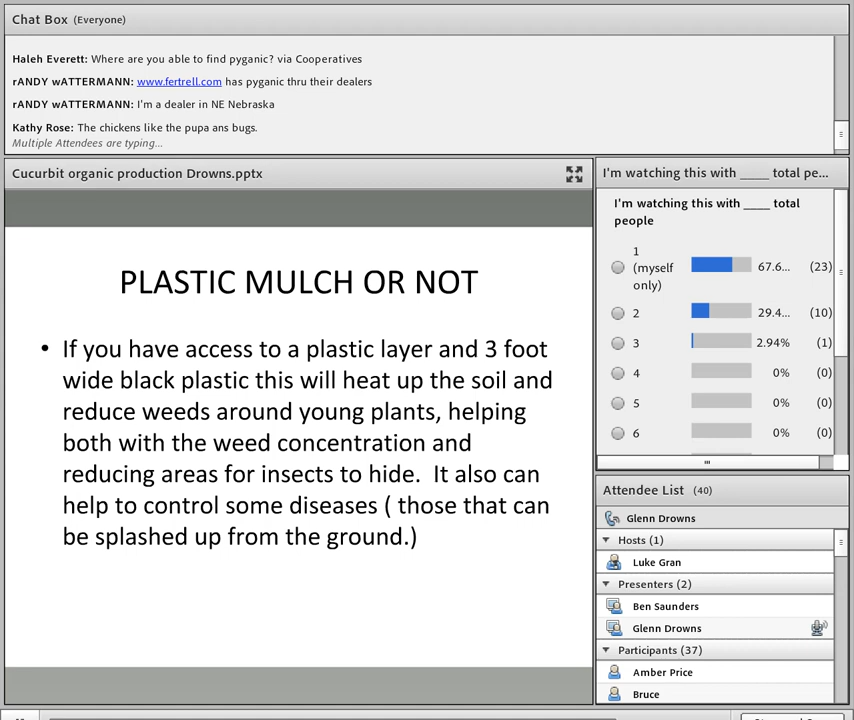 Chat Box (Everyone)
Haleh Everett: Where are you able to find pyganic? via Cooperatives
rANDY wATTERMANN: www.fertrell.com has pyganic thru their dealers
rANDY wATTERMANN: I'm a dealer in NE Nebraska
Kathy Rose: The chickens like the pupa ans bugs.
Multiple Attendees are typing...
Cucurbit organic production Drowns.pptx
PLASTIC MULCH OR NOT
• If you have access to a plastic layer and 3 foot
wide black plastic this will heat up the soil and
reduce weeds around young plants, helping
both with the weed concentration and
reducing areas for insects to hide. It also can
help to control some diseases ( those that can
be splashed up from the ground.)
I'm watching this with ____ total pe...
I'm watching this with ____ total
people
1
(myself
only)
67.6... (23)
2 29.4... (10)
3 2.94% (1)
4 0% (0)
5 0% (0)
6 0% (0)
Attendee List (40)
Glenn Drowns
Hosts (1)
Luke Gran
Presenters (2)
Ben Saunders
Glenn Drowns
Participants (37)
Amber Price
Bruce